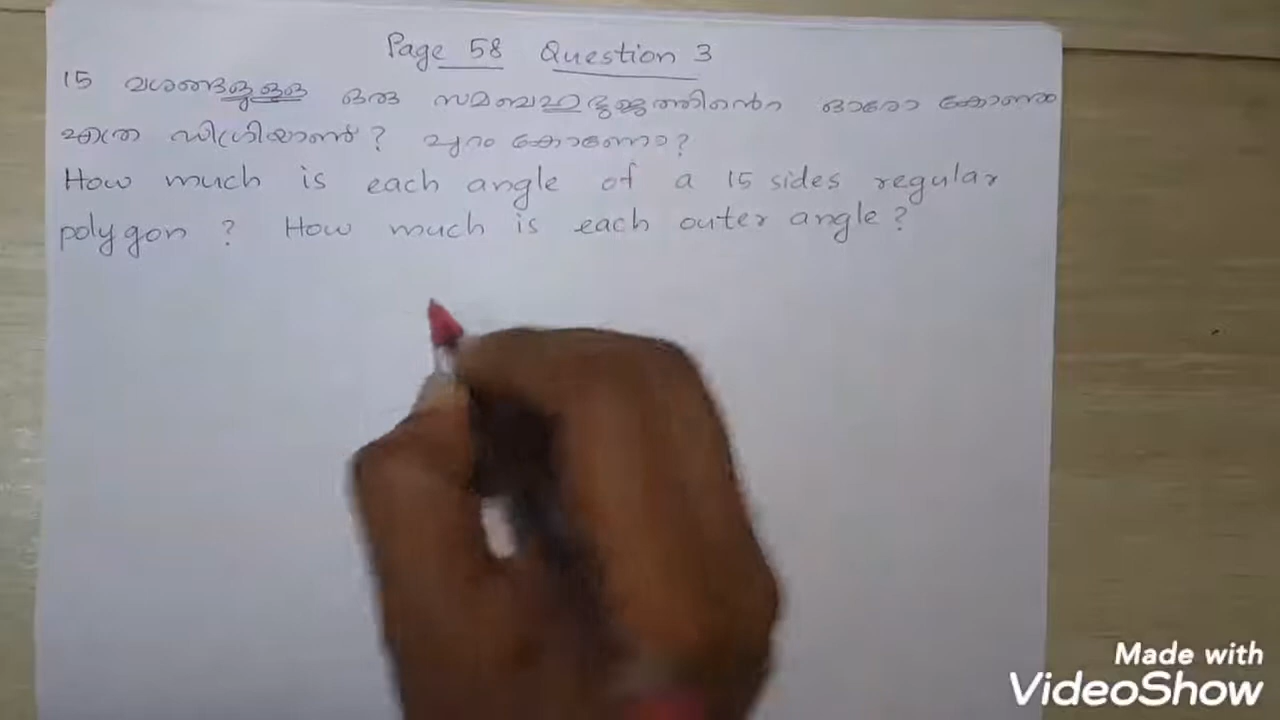 Page 58 Question 3
15 വശങ്ങളുള്ള ഒരു സമബഹുഭുജത്തിന്റെ ഓരോ കോണും
എത്ര ഡിഗ്രിയാണ്? പുറം കോണോ?
How much is each angle of a 15 sides regular
polygon? How much is each outer angle?
Made with
VideoShow